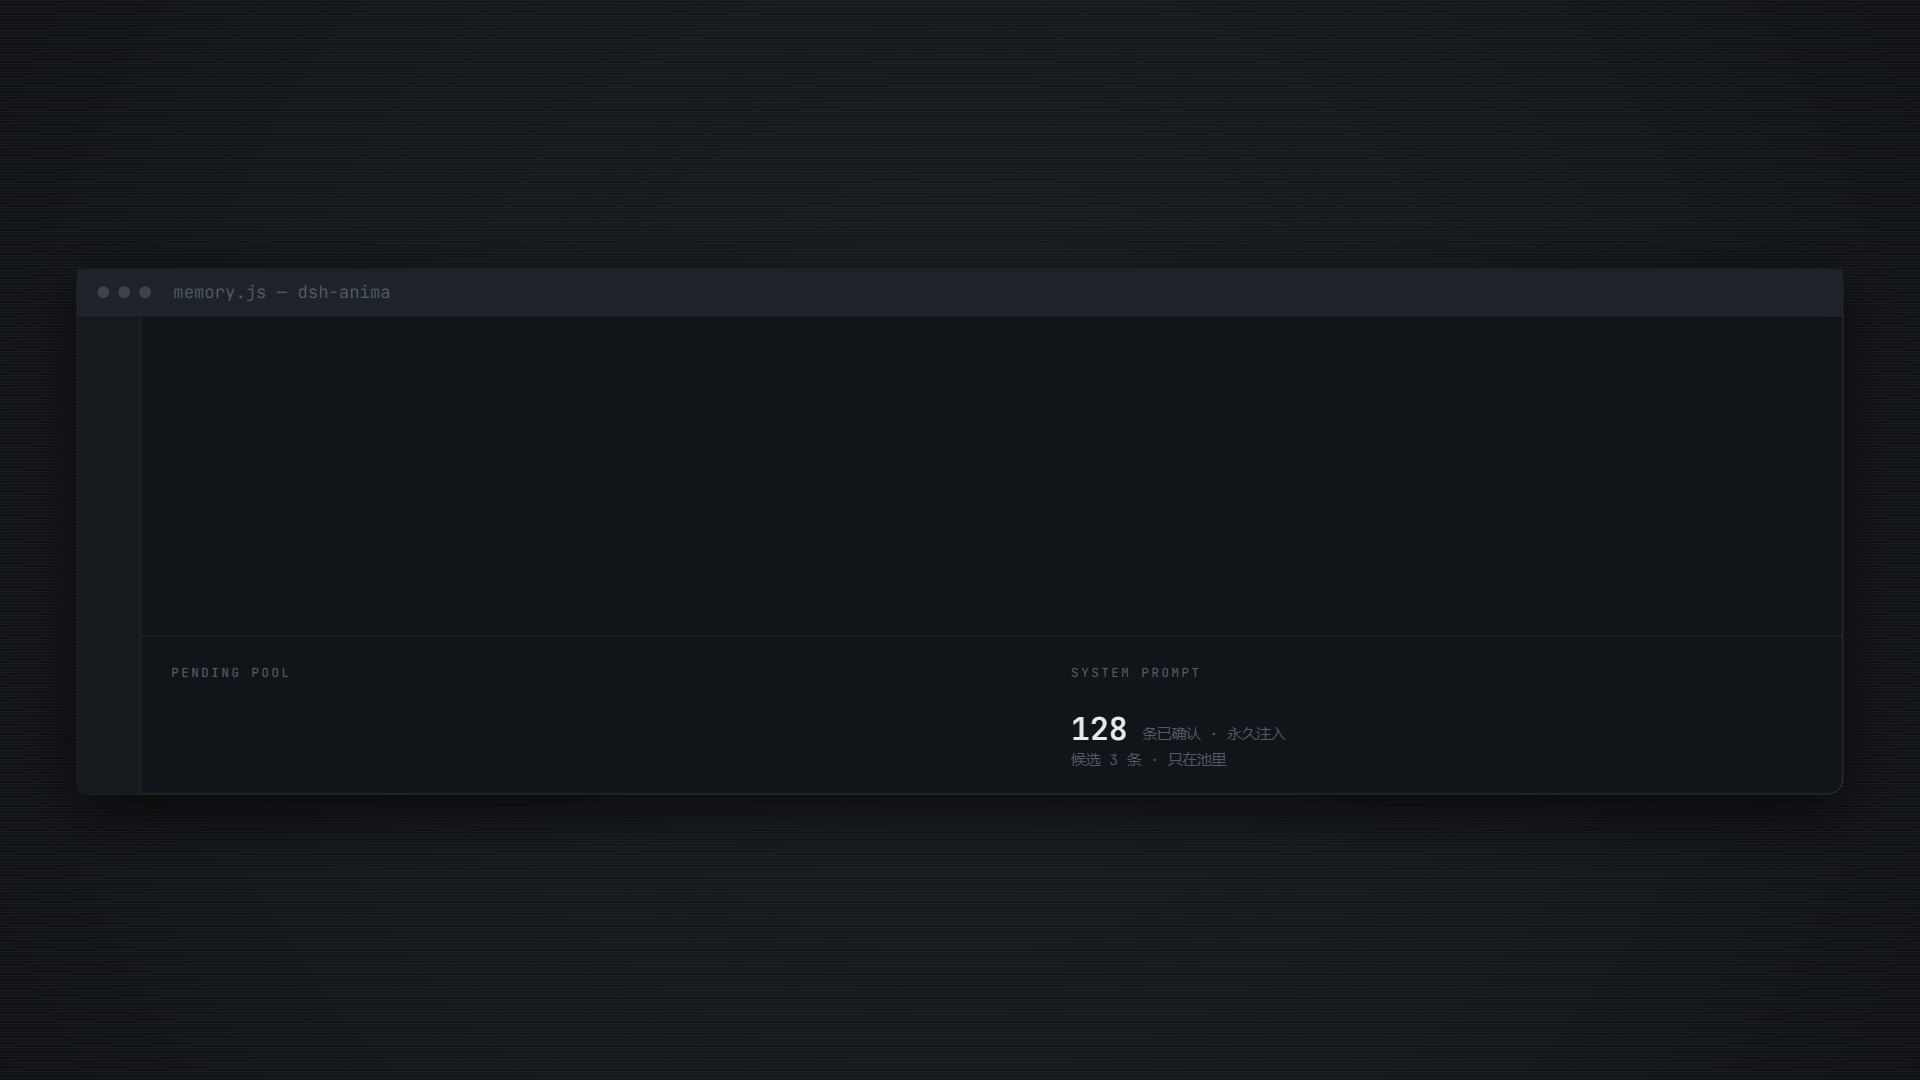 memory.js — dsh-anima
PENDING POOL
SYSTEM PROMPT
128 条已确认 · 永久注入
候选 3 条 · 只在池里